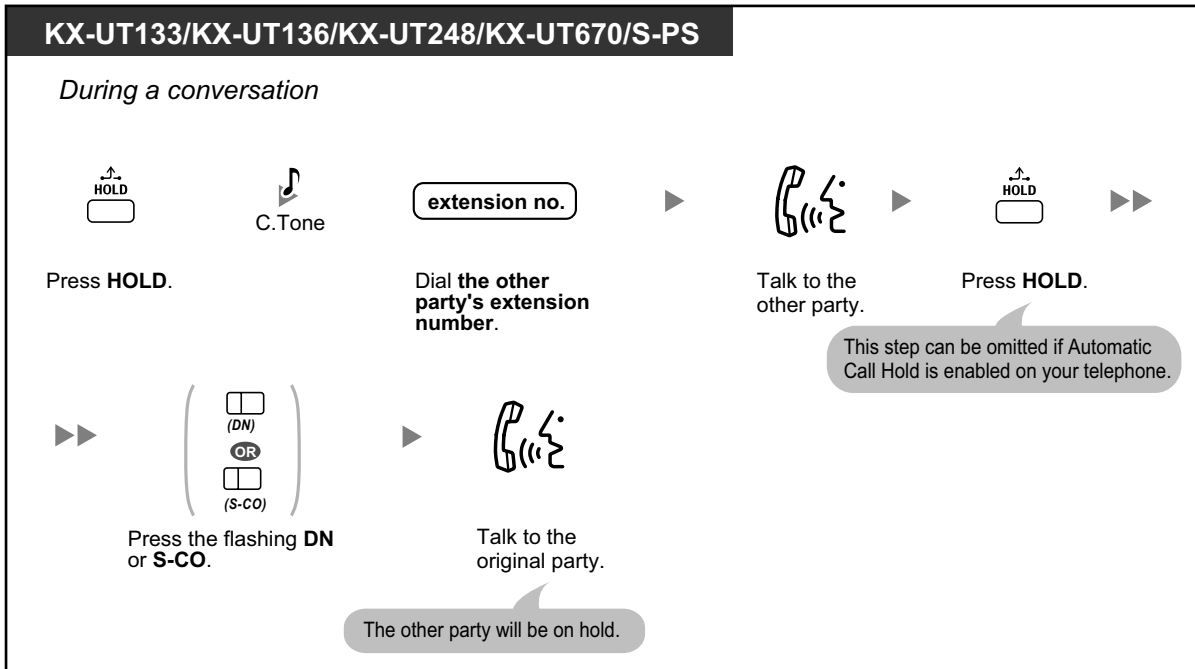 KX-UT133/KX-UT136/KX-UT248/KX-UT670/S-PS
During a conversation
HOLD
C.Tone
extension no.
HOLD
Press HOLD.
Dial the other
party's extension
number.
Talk to the
other party.
Press HOLD.
This step can be omitted if Automatic
Call Hold is enabled on your telephone.
(DN)
OR
(S-CO)
Press the flashing DN
or S-CO.
Talk to the
original party.
The other party will be on hold.